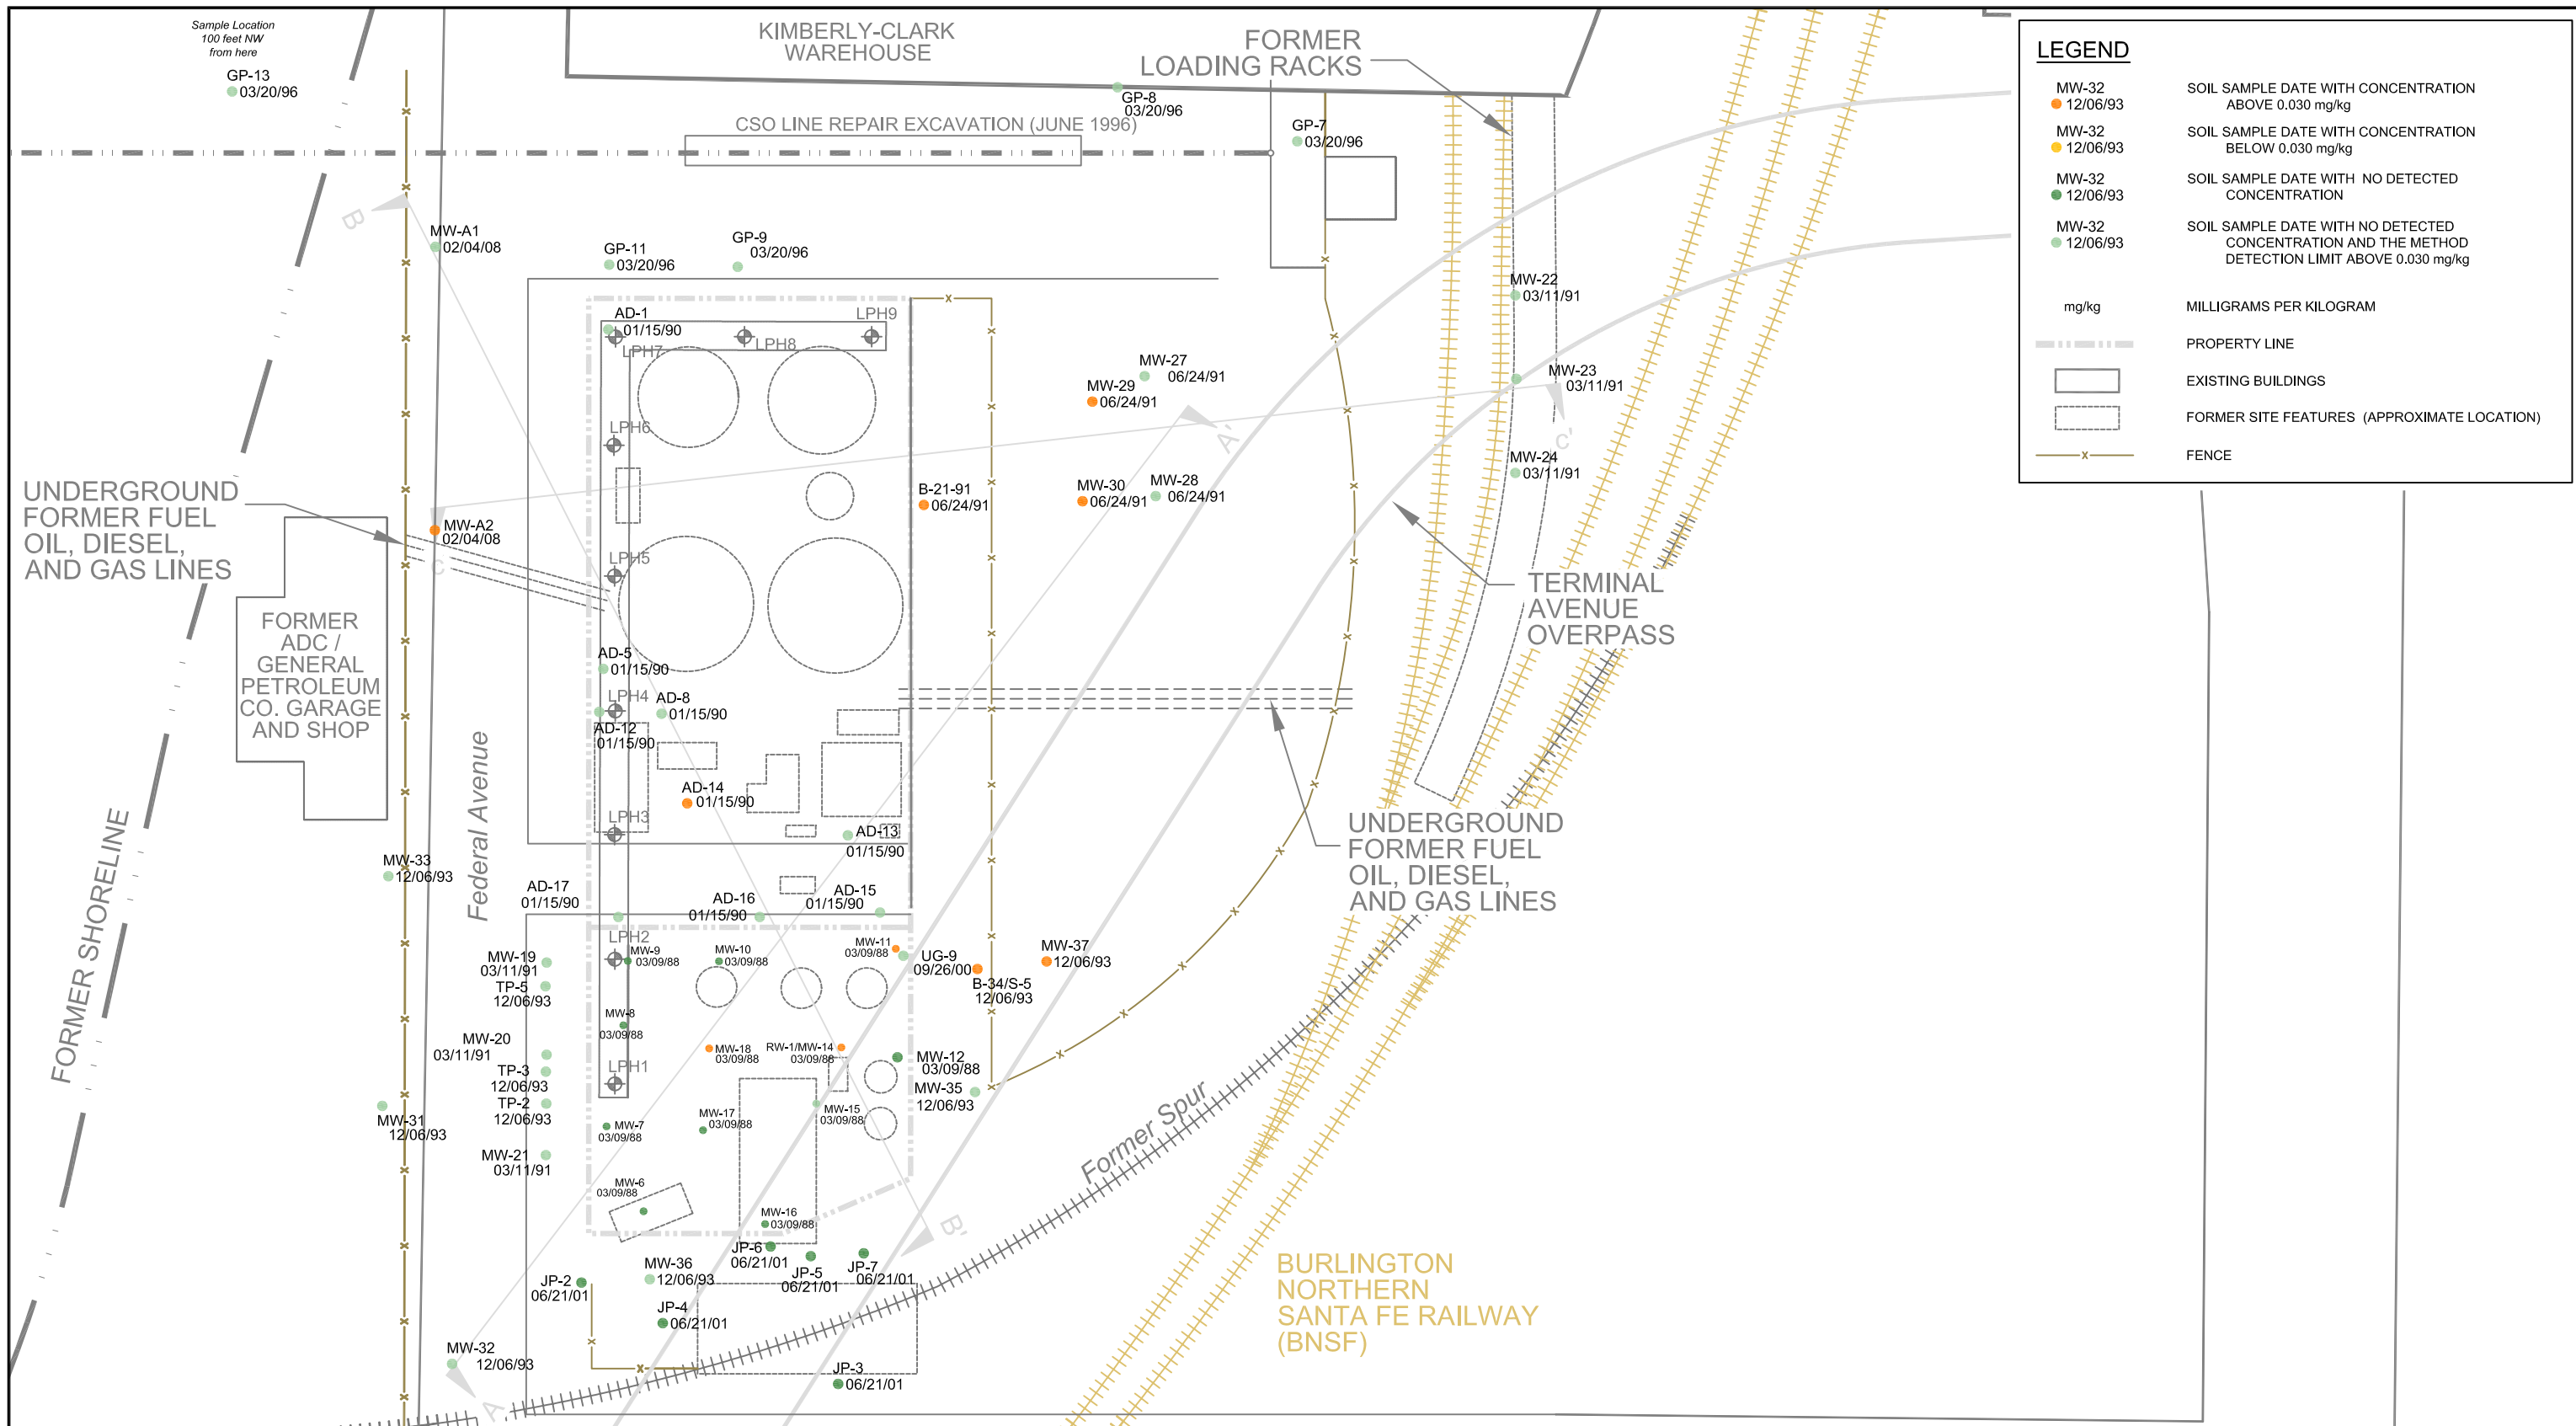 Sample Location
100 feet NW
from here
GP-13
03/20/96
KIMBERLY-CLARK
WAREHOUSE
FORMER
LOADING RACKS
GP-8
03/20/96
CSO LINE REPAIR EXCAVATION (JUNE 1996)
GP-7
03/20/96
B
MW-A1
02/04/08
GP-11
03/20/96
GP-9
03/20/96
MW-22
03/11/91
AD-1
01/15/90
LPH7
LPH8
LPH9
MW-27
06/24/91
MW-29
06/24/91
MW-23
03/11/91
A'
C'
LPH6
MW-24
03/11/91
UNDERGROUND
FORMER FUEL
OIL, DIESEL,
AND GAS LINES
B-21-91
06/24/91
MW-30
06/24/91
MW-28
06/24/91
MW-A2
02/04/08
C
LPH5
TERMINAL
AVENUE
OVERPASS
FORMER
ADC /
GENERAL
PETROLEUM
CO. GARAGE
AND SHOP
AD-5
01/15/90
LPH4
AD-8
01/15/90
AD-12
01/15/90
Federal Avenue
AD-14
01/15/90
LPH3
AD-13
01/15/90
UNDERGROUND
FORMER FUEL
OIL, DIESEL,
AND GAS LINES
FORMER SHORELINE
MW-33
12/06/93
AD-17
01/15/90
AD-16
01/15/90
AD-15
01/15/90
LPH2
MW-9
03/09/88
MW-10
03/09/88
MW-11
03/09/88
UG-9
09/26/00
MW-37
12/06/93
B-34/S-5
12/06/93
MW-19
03/11/91
TP-5
12/06/93
MW-8
03/09/88
MW-20
03/11/91
MW-18
03/09/88
RW-1/MW-14
03/09/88
MW-12
03/09/88
TP-3
12/06/93
LPH1
MW-35
12/06/93
TP-2
12/06/93
MW-31
12/06/93
MW-7
03/09/88
MW-17
03/09/88
MW-15
03/09/88
Former Spur
MW-21
03/11/91
MW-6
03/09/88
MW-16
03/09/88
B'
JP-6
06/21/01
JP-5
06/21/01
JP-7
06/21/01
JP-2
06/21/01
MW-36
12/06/93
JP-4
06/21/01
BURLINGTON
NORTHERN
SANTA FE RAILWAY
(BNSF)
MW-32
12/06/93
JP-3
06/21/01
A
LEGEND
MW-32
12/06/93
SOIL SAMPLE DATE WITH CONCENTRATION
ABOVE 0.030 mg/kg
MW-32
12/06/93
SOIL SAMPLE DATE WITH CONCENTRATION
BELOW 0.030 mg/kg
MW-32
12/06/93
SOIL SAMPLE DATE WITH NO DETECTED
CONCENTRATION
MW-32
12/06/93
SOIL SAMPLE DATE WITH NO DETECTED
CONCENTRATION AND THE METHOD
DETECTION LIMIT ABOVE 0.030 mg/kg
mg/kg
MILLIGRAMS PER KILOGRAM
PROPERTY LINE
EXISTING BUILDINGS
FORMER SITE FEATURES (APPROXIMATE LOCATION)
FENCE